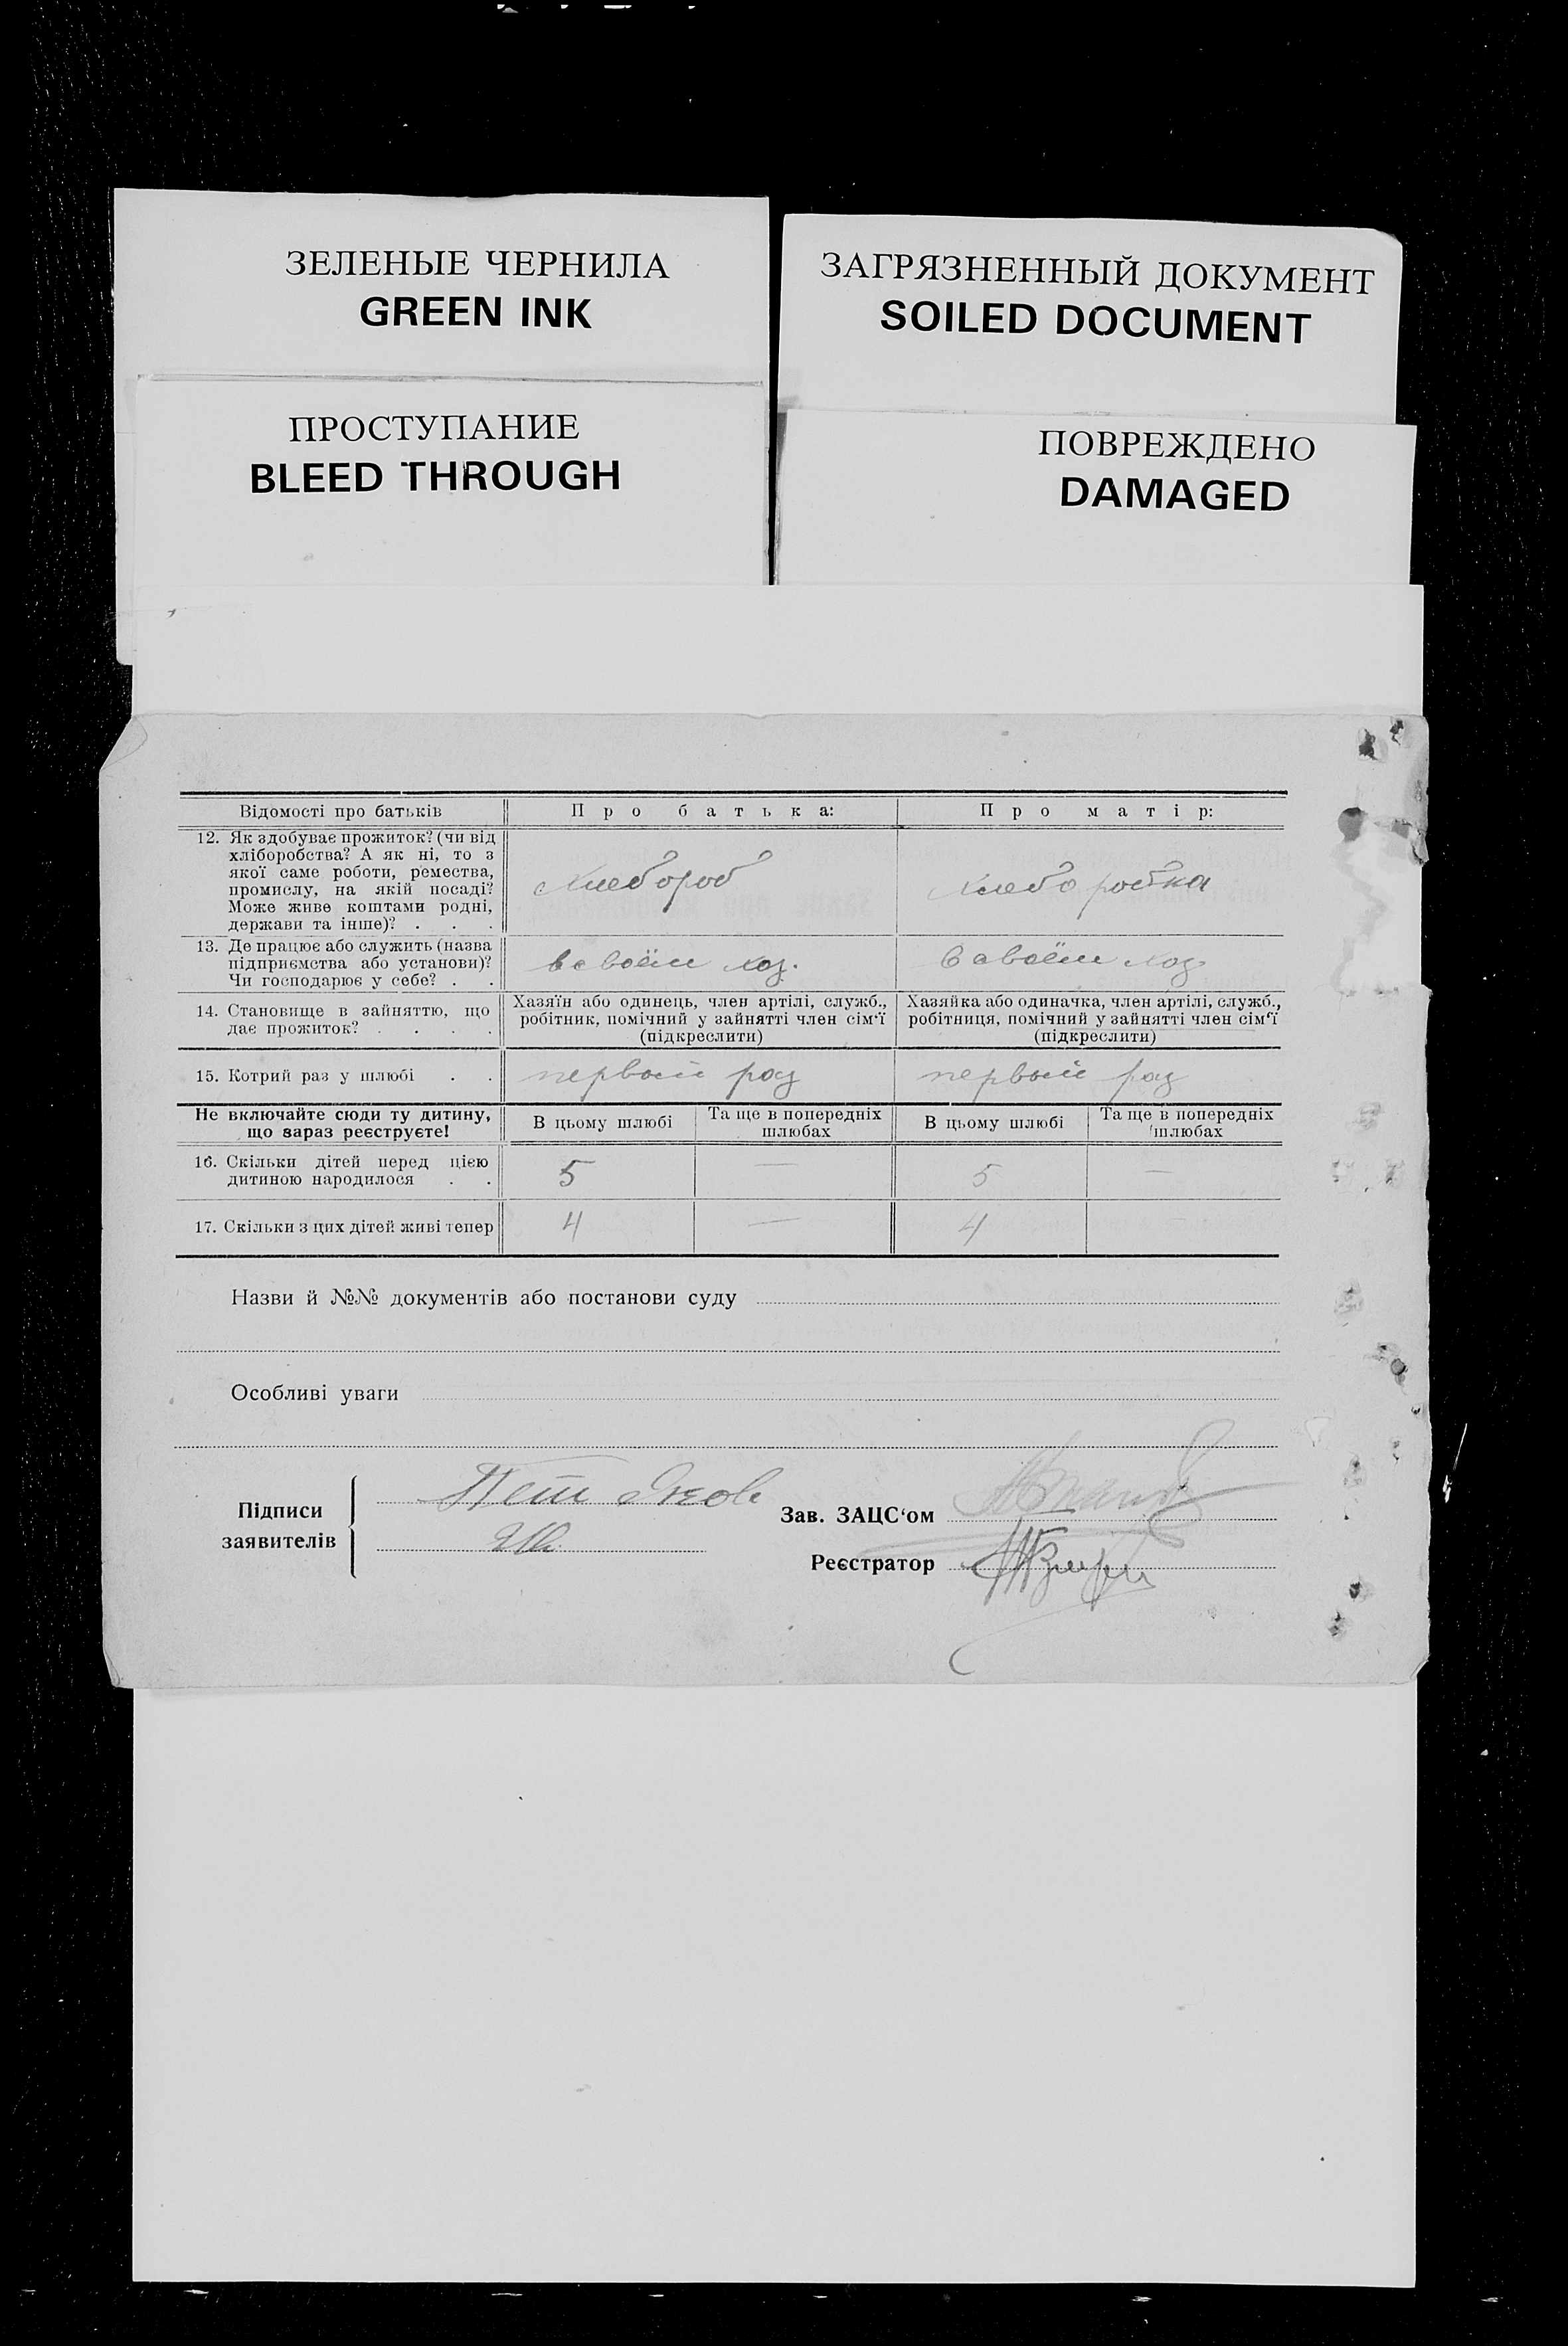 ЗЕЛЕНЫЕ ЧЕРНИЛА
GREEN INK
ЗАГРЯЗНЕННЫЙ ДОКУМЕНТ
SOILED DOCUMENT
ПРОСТУПАНИЕ
BLEED THROUGH
ПОВРЕЖДЕНО
DAMAGED
Відомості про батьків
Про батька:
Про матір:
12. Як здобуває прожиток? (чи від
хліборобства? А як ні, то з
якої саме роботи, ремества,
промислу, на якій посаді?
Може живе коштами родні,
держави та інше)? . . .
хлебороб
хлеборобка
13. Де працює або служить (назва
підприємства або установи)?
Чи господарює у себе? . .
в своём хоз.
в своём хоз.
14. Становище в зайняттю, що
дає прожиток? . . . .
Хазяїн або одинець, член артілі, служб.,
робітник, помічний у зайнятті член сім'ї
(підкреслити)
Хазяйка або одиначка, член артілі, служб.,
робітниця, помічний у зайнятті член сім'ї
(підкреслити)
15. Котрий раз у шлюбі . .
первый раз
первый раз
Не включайте сюди ту дитину,
що зараз реєструєте!
В цьому шлюбі
Та ще в попередніх
шлюбах
В цьому шлюбі
Та ще в попередніх
шлюбах
16. Скільки дітей перед цією
дитиною народилося . .
5
—
5
—
17. Скільки з цих дітей живі тепер
4
—
4
Назви й №№ документів або постанови суду
Особливі уваги
Підписи
заявителів
Зав. ЗАЦС'ом
Реєстратор